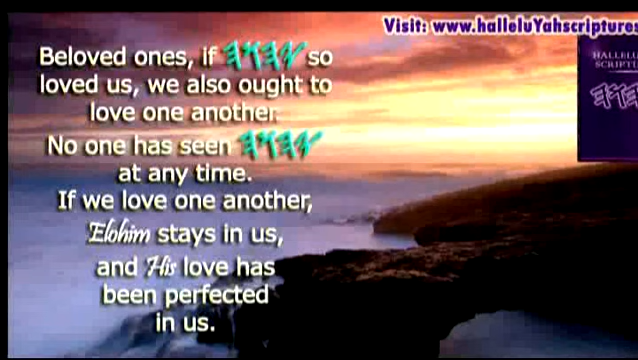 Visit: www.halleluYahscriptures
HALLELU
SCRIPTU
𐤉𐤄𐤅𐤄
Beloved ones, if 𐤉𐤄𐤅𐤄 so
loved us, we also ought to
love one another.
No one has seen 𐤉𐤄𐤅𐤄
at any time.
If we love one another,
Elohim stays in us,
and His love has
been perfected
in us.